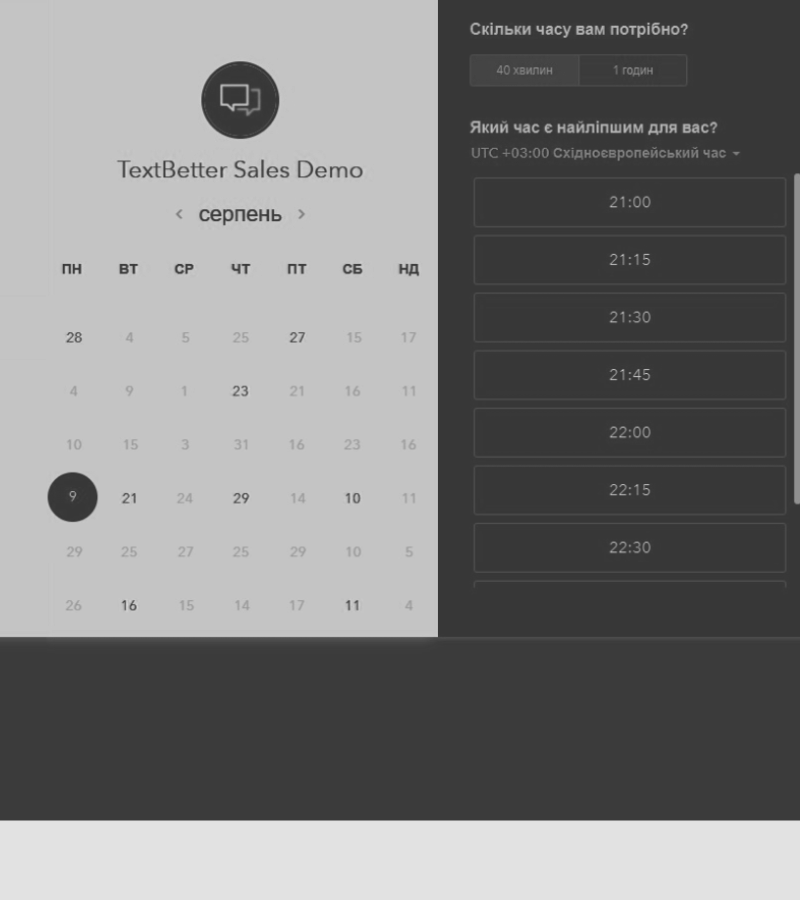 TextBetter Sales Demo
серпень
ПН ВТ СР ЧТ ПТ СБ НД
28 4 5 25 27 15 17
4 9 1 23 21 16 11
10 15 3 31 16 23 16
9 21 24 29 14 10 11
29 25 27 25 29 10 5
26 16 15 14 17 11 4
Скільки часу вам потрібно?
40 хвилин 1 годин
Який час є найліпшим для вас?
UTC +03:00 Східноєвропейський час
21:00
21:15
21:30
21:45
22:00
22:15
22:30